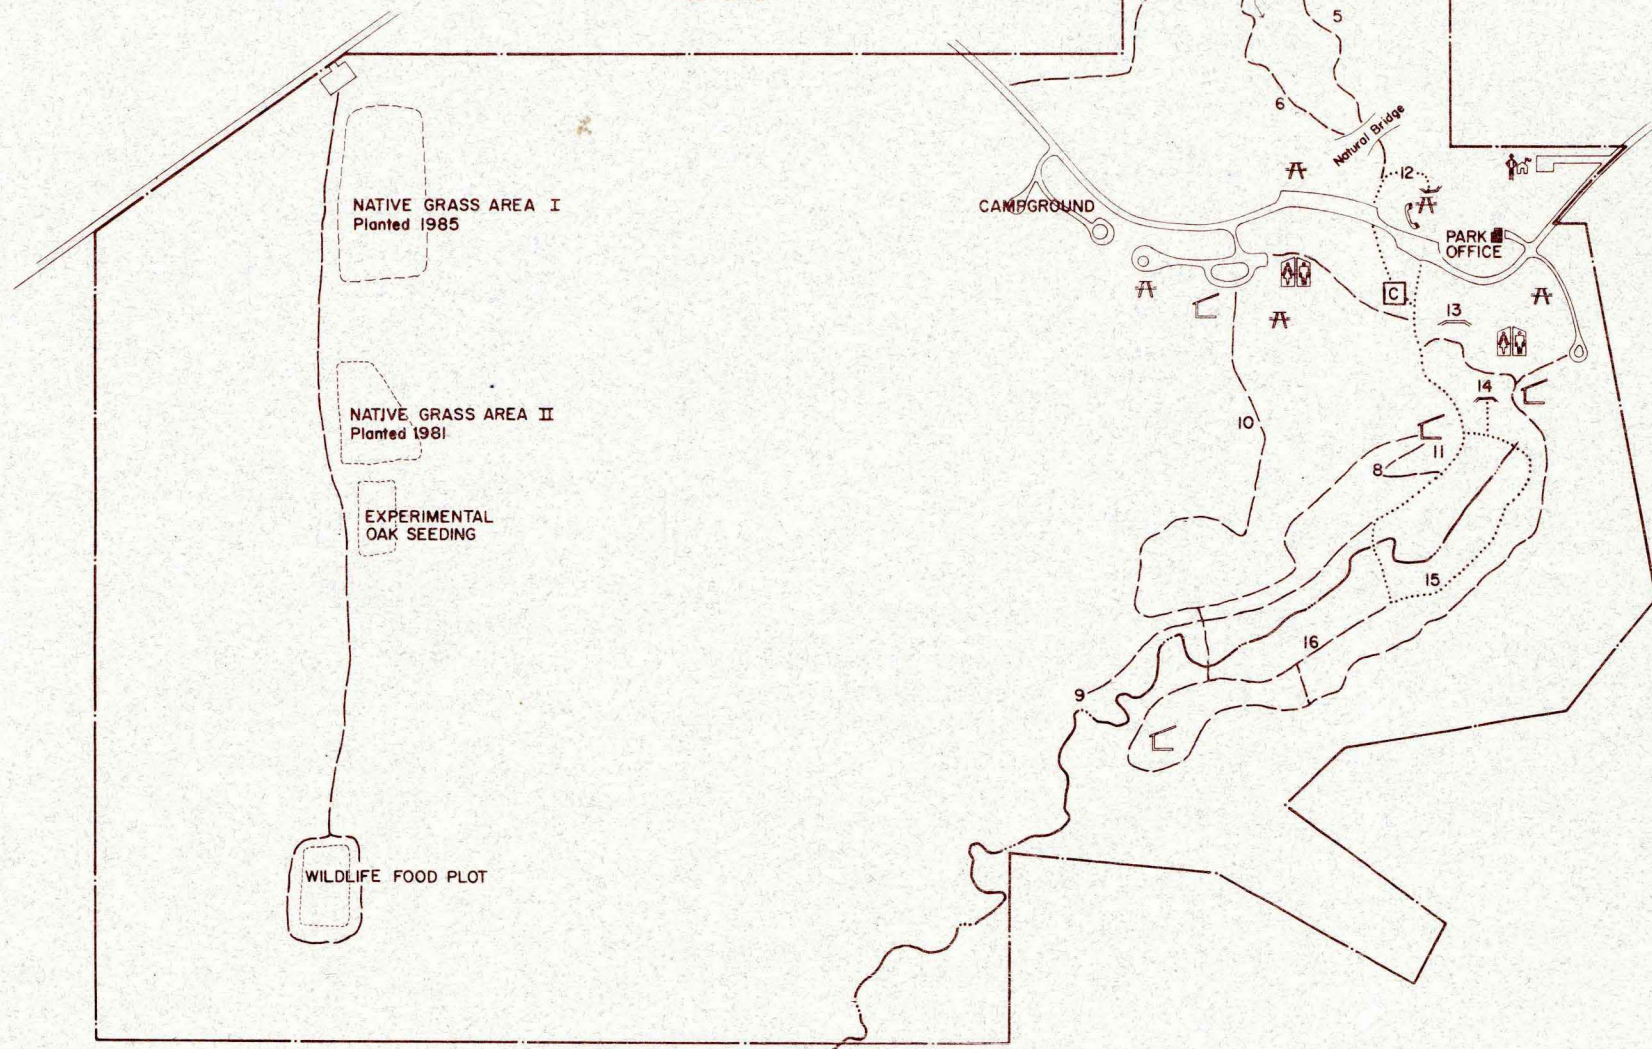 5
6
Natural Bridge
12
NATIVE GRASS AREA I
Planted 1985
CAMPGROUND
PARK
OFFICE
C
13
14
NATIVE GRASS AREA II
Planted 1981
10
11
8
EXPERIMENTAL
OAK SEEDING
15
16
9
WILDLIFE FOOD PLOT